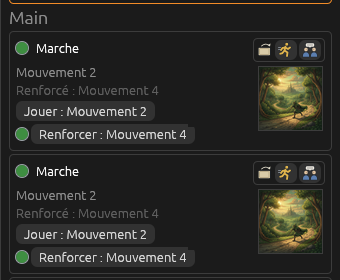 Main
Marche
Mouvement 2
Renforcé : Mouvement 4
Jouer : Mouvement 2
Renforcer : Mouvement 4
Marche
Mouvement 2
Renforcé : Mouvement 4
Jouer : Mouvement 2
Renforcer : Mouvement 4